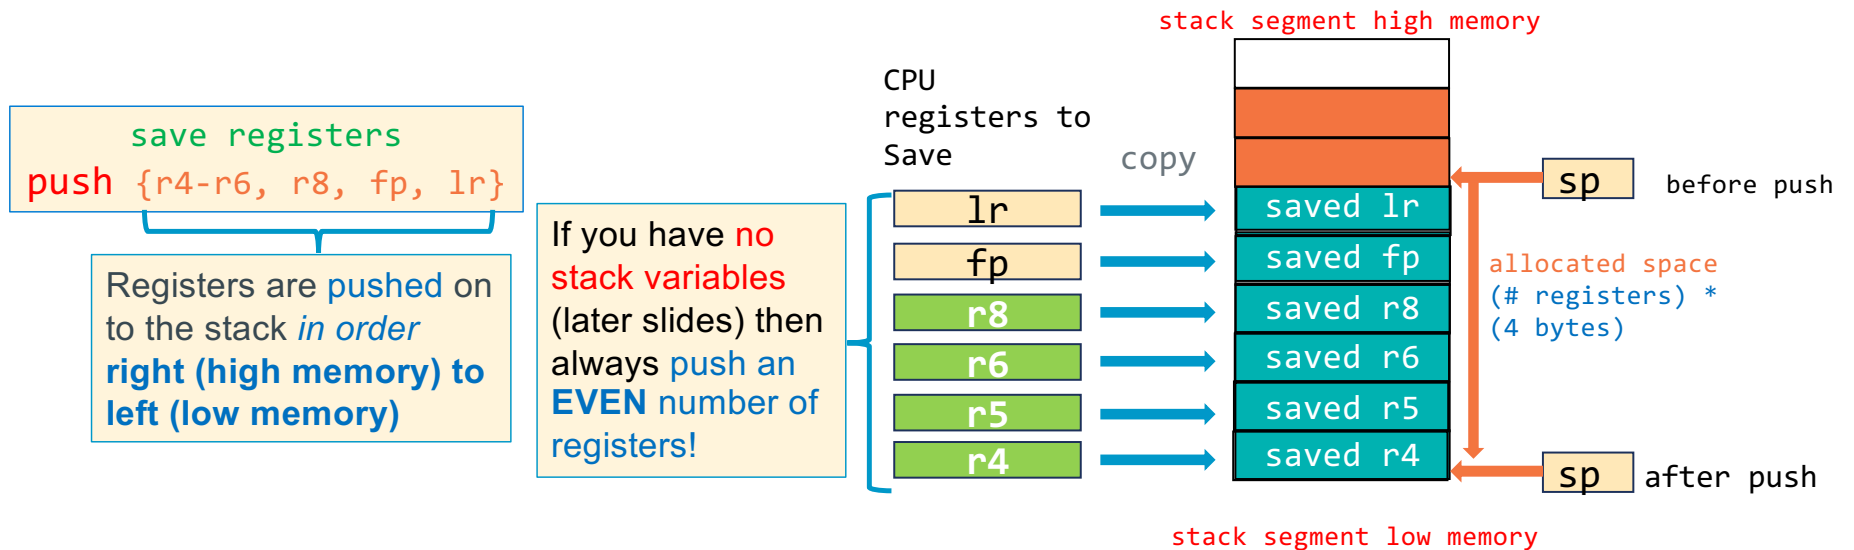 stack segment high memory
save registers
push {r4-r6, r8, fp, lr}
Registers are pushed on
to the stack in order
right (high memory) to
left (low memory)
If you have no
stack variables
(later slides) then
always push an
EVEN number of
registers!
CPU
registers to
Save
copy
lr
fp
r8
r6
r5
r4
saved lr
saved fp
saved r8
saved r6
saved r5
saved r4
sp
before push
allocated space
(# registers) *
(4 bytes)
sp
after push
stack segment low memory